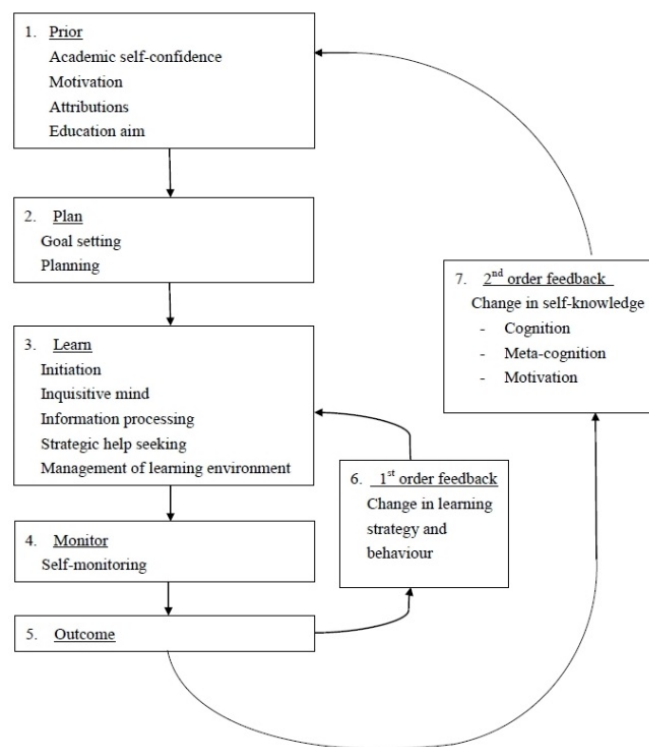 1. Prior
Academic self-confidence
Motivation
Attributions
Education aim
2. Plan
Goal setting
Planning
3. Learn
Initiation
Inquisitive mind
Information processing
Strategic help seeking
Management of learning environment
4. Monitor
Self-monitoring
5. Outcome
6. 1st order feedback
Change in learning
strategy and
behaviour
7. 2nd order feedback
Change in self-knowledge
- Cognition
- Meta-cognition
- Motivation